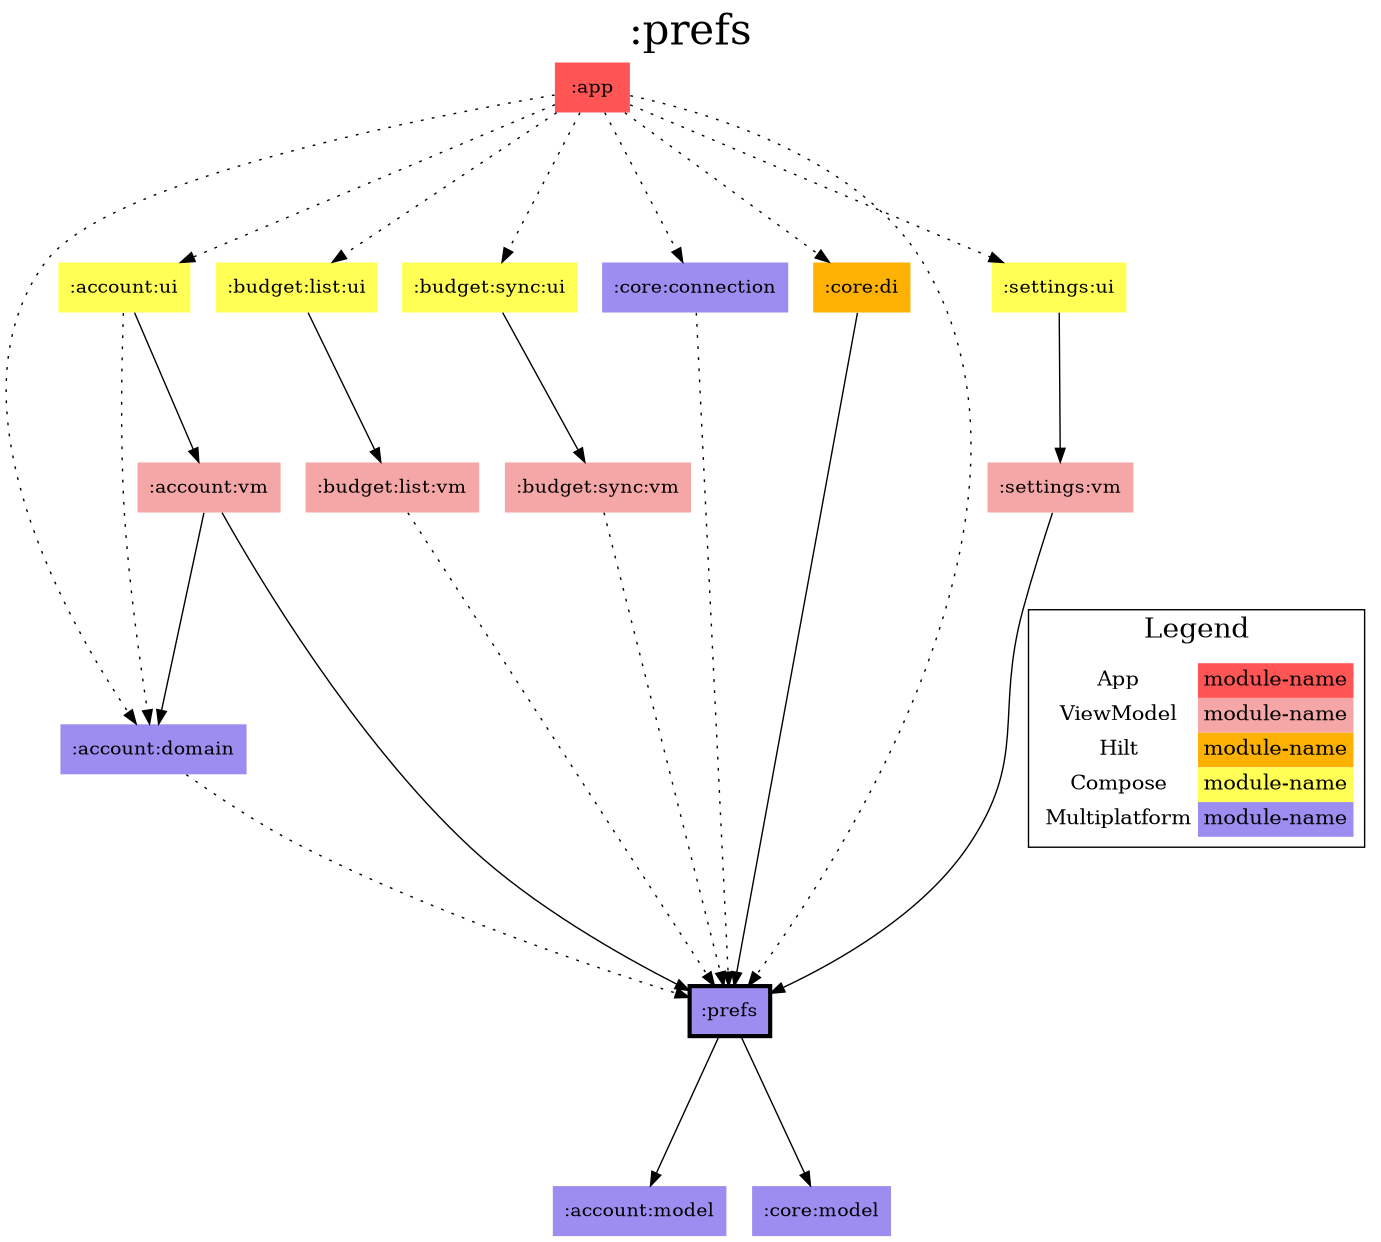 :prefs
:app
:account:ui
:budget:list:ui
:budget:sync:ui
:core:connection
:core:di
:settings:ui
:account:vm
:budget:list:vm
:budget:sync:vm
:settings:vm
Legend
App module-name
ViewModel module-name
Hilt module-name
Compose module-name
Multiplatform module-name
:account:domain
:prefs
:account:model
:core:model